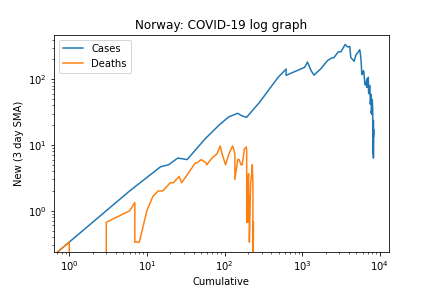 Norway: COVID-19 log graph
Cases
Deaths
New (3 day SMA)
10²
10¹
10⁰
10⁰ 10¹ 10² 10³ 10⁴
Cumulative